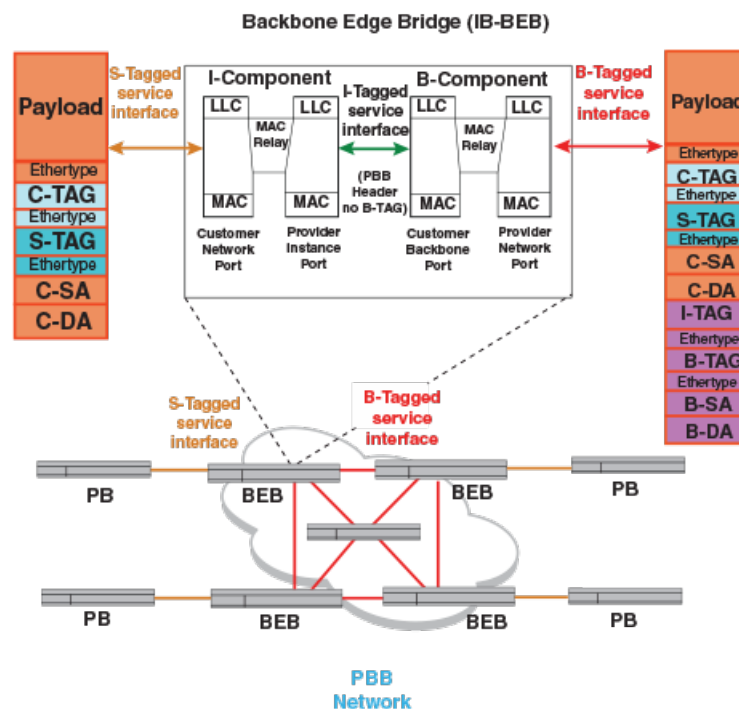 Backbone Edge Bridge (IB-BEB)
Payload
Ethertype
C-TAG
Ethertype
S-TAG
Ethertype
C-SA
C-DA
S-Tagged
service
interface
I-Component
LLC
LLC
MAC
Relay
MAC
MAC
Customer
Network
Port
Provider
Instance
Port
I-Tagged
service
interface
(PBB
Header
no B-TAG)
B-Component
LLC
LLC
MAC
Relay
MAC
MAC
Customer
Backbone
Port
Provider
Network
Port
B-Tagged
service
interface
Payload
Ethertype
C-TAG
Ethertype
S-TAG
Ethertype
C-SA
C-DA
I-TAG
Ethertype
B-TAG
Ethertype
B-SA
B-DA
S-Tagged
service
interface
B-Tagged
service
interface
PB
BEB
BEB
PB
PB
BEB
BEB
PB
PBB
Network